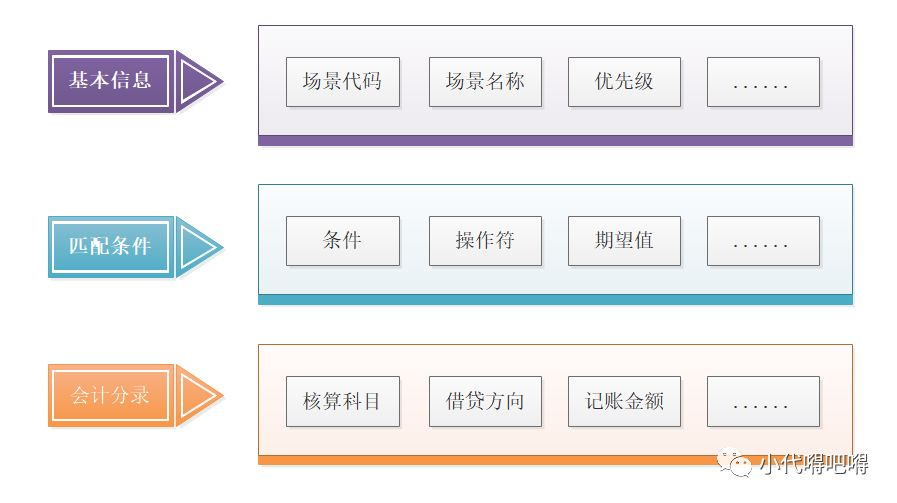 基本信息
场景代码 场景名称 优先级 ......
匹配条件
条件 操作符 期望值 ......
会计分录
核算科目 借贷方向 记账金额 ......
小代嘚吧嘚